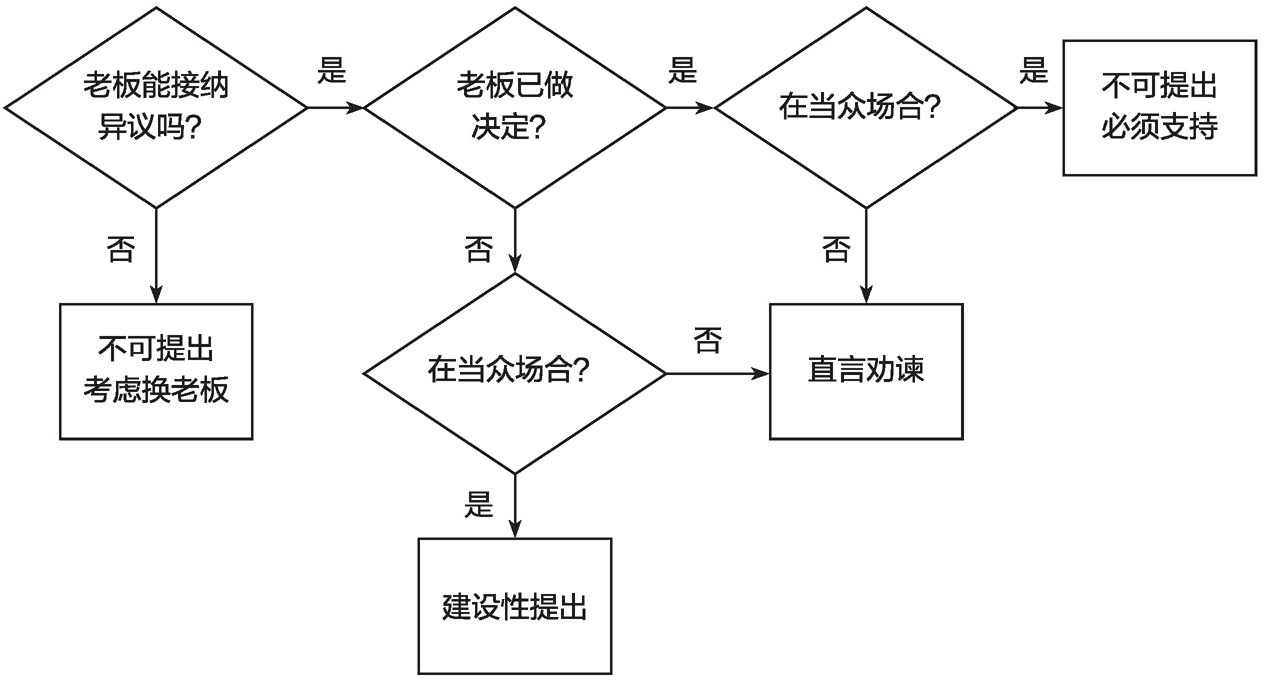 老板能接纳
异议吗?
是
老板已做
决定?
是
在当众场合?
是
不可提出
必须支持
否
否
否
不可提出
考虑换老板
在当众场合?
否
直言劝谏
是
建设性提出